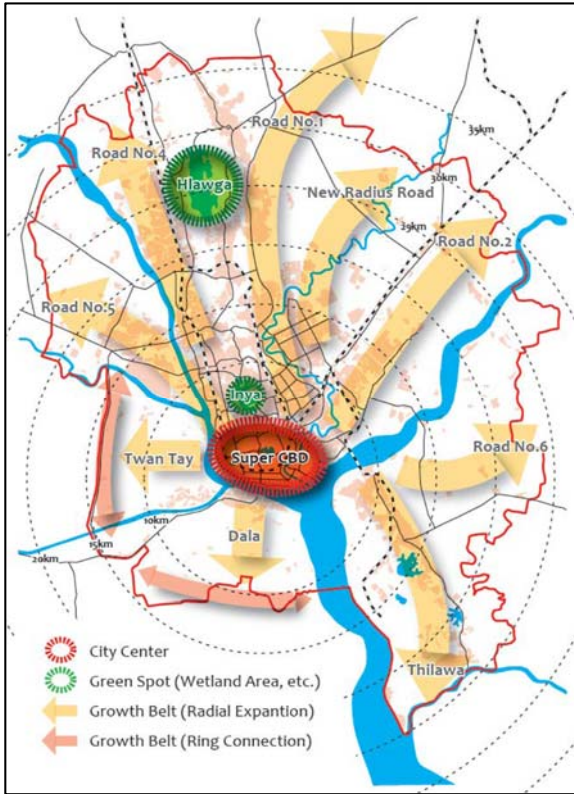 Road No.1
35km
Road No.4
Hlawga
30km
New Radius Road
25km
Road No.2
Road No.5
Inya
Super CBD
Road No.6
Twan Tay
10km
Dala
15km
20km
Thilawa
City Center
Green Spot (Wetland Area, etc.)
Growth Belt (Radial Expantion)
Growth Belt (Ring Connection)